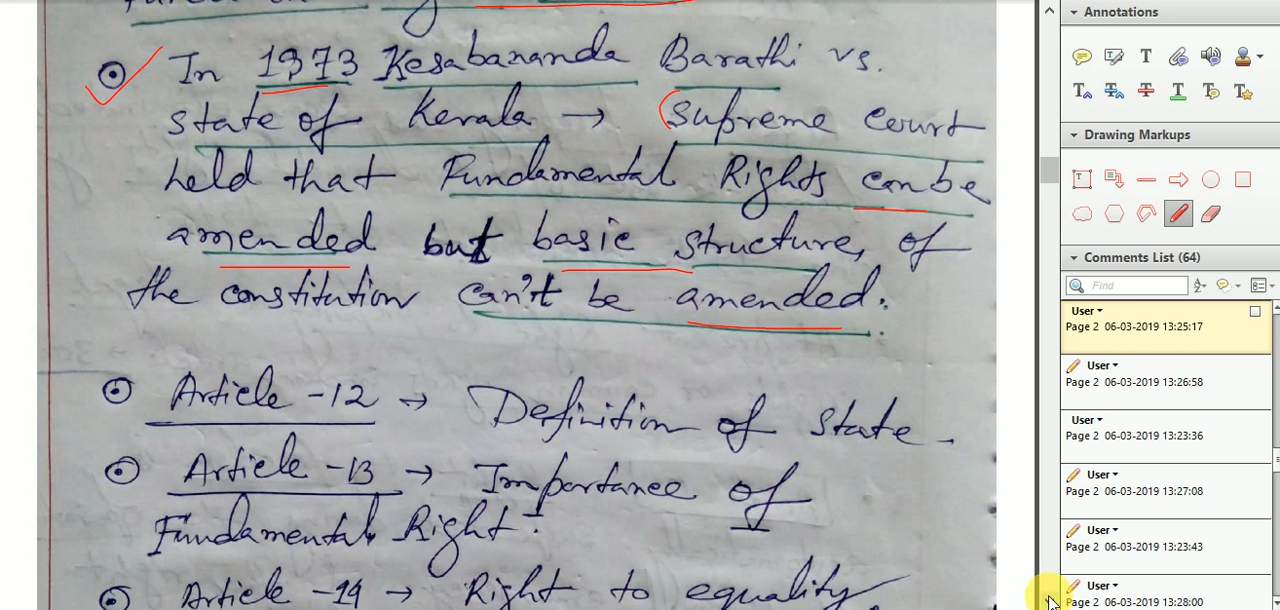 In 1973 Kesabananda Barathi vs.
state of Kerala → Supreme Court
held that Fundamental Rights can be
amended but basic structure, of
the constitution can't be amended.
Article -12 → Definition of state.
Article -13 → Importance of
Fundamental Right.
Article -14 → Right to equality
Annotations
Drawing Markups
Comments List (64)
Find
User
Page 2 06-03-2019 13:25:17
User
Page 2 06-03-2019 13:26:58
User
Page 2 06-03-2019 13:23:36
User
Page 2 06-03-2019 13:27:08
User
Page 2 06-03-2019 13:23:43
User
Page 2 06-03-2019 13:28:00